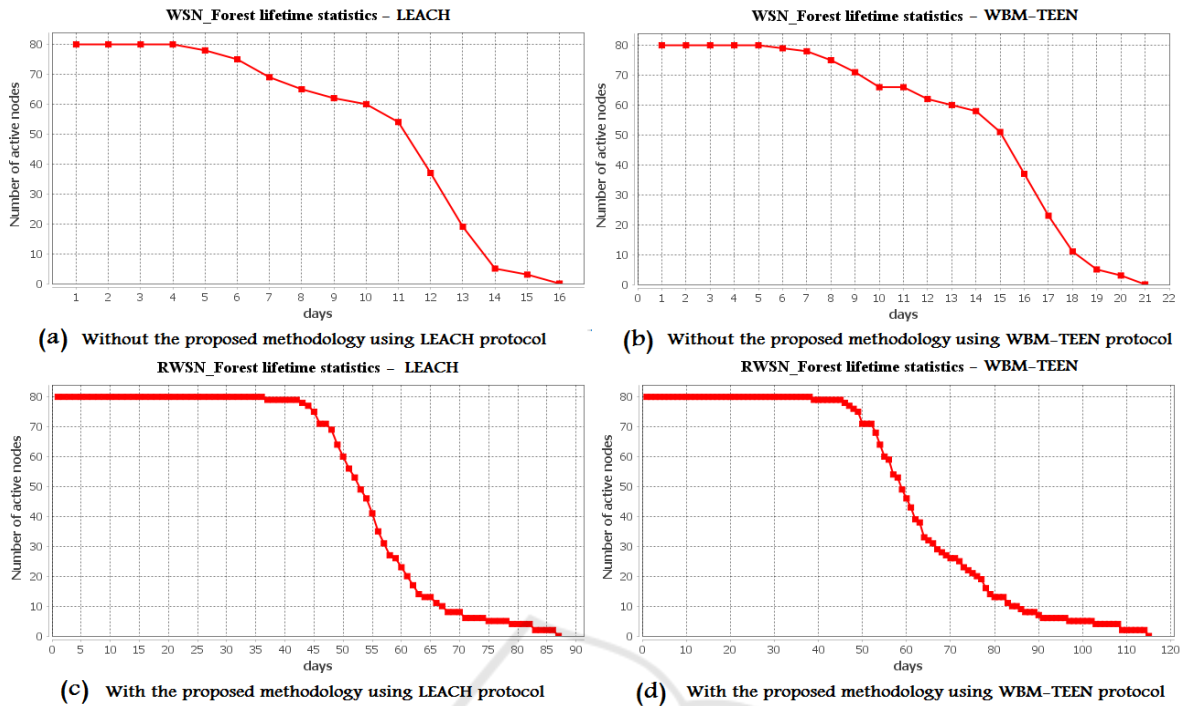 WSN_Forest lifetime statistics – LEACH
Number of active nodes
80
70
60
50
40
30
20
10
0
1 2 3 4 5 6 7 8 9 10 11 12 13 14 15 16
days
(a) Without the proposed methodology using LEACH protocol
WSN_Forest lifetime statistics – WBM-TEEN
Number of active nodes
80
70
60
50
40
30
20
10
0
0 1 2 3 4 5 6 7 8 9 10 11 12 13 14 15 16 17 18 19 20 21 22
days
(b) Without the proposed methodology using WBM-TEEN protocol
RWSN_Forest lifetime statistics – LEACH
Number of active nodes
80
70
60
50
40
30
20
10
0
0 5 10 15 20 25 30 35 40 45 50 55 60 65 70 75 80 85 90
days
(c) With the proposed methodology using LEACH protocol
RWSN_Forest lifetime statistics – WBM-TEEN
Number of active nodes
80
70
60
50
40
30
20
10
0
0 10 20 30 40 50 60 70 80 90 100 110 120
days
(d) With the proposed methodology using WBM-TEEN protocol